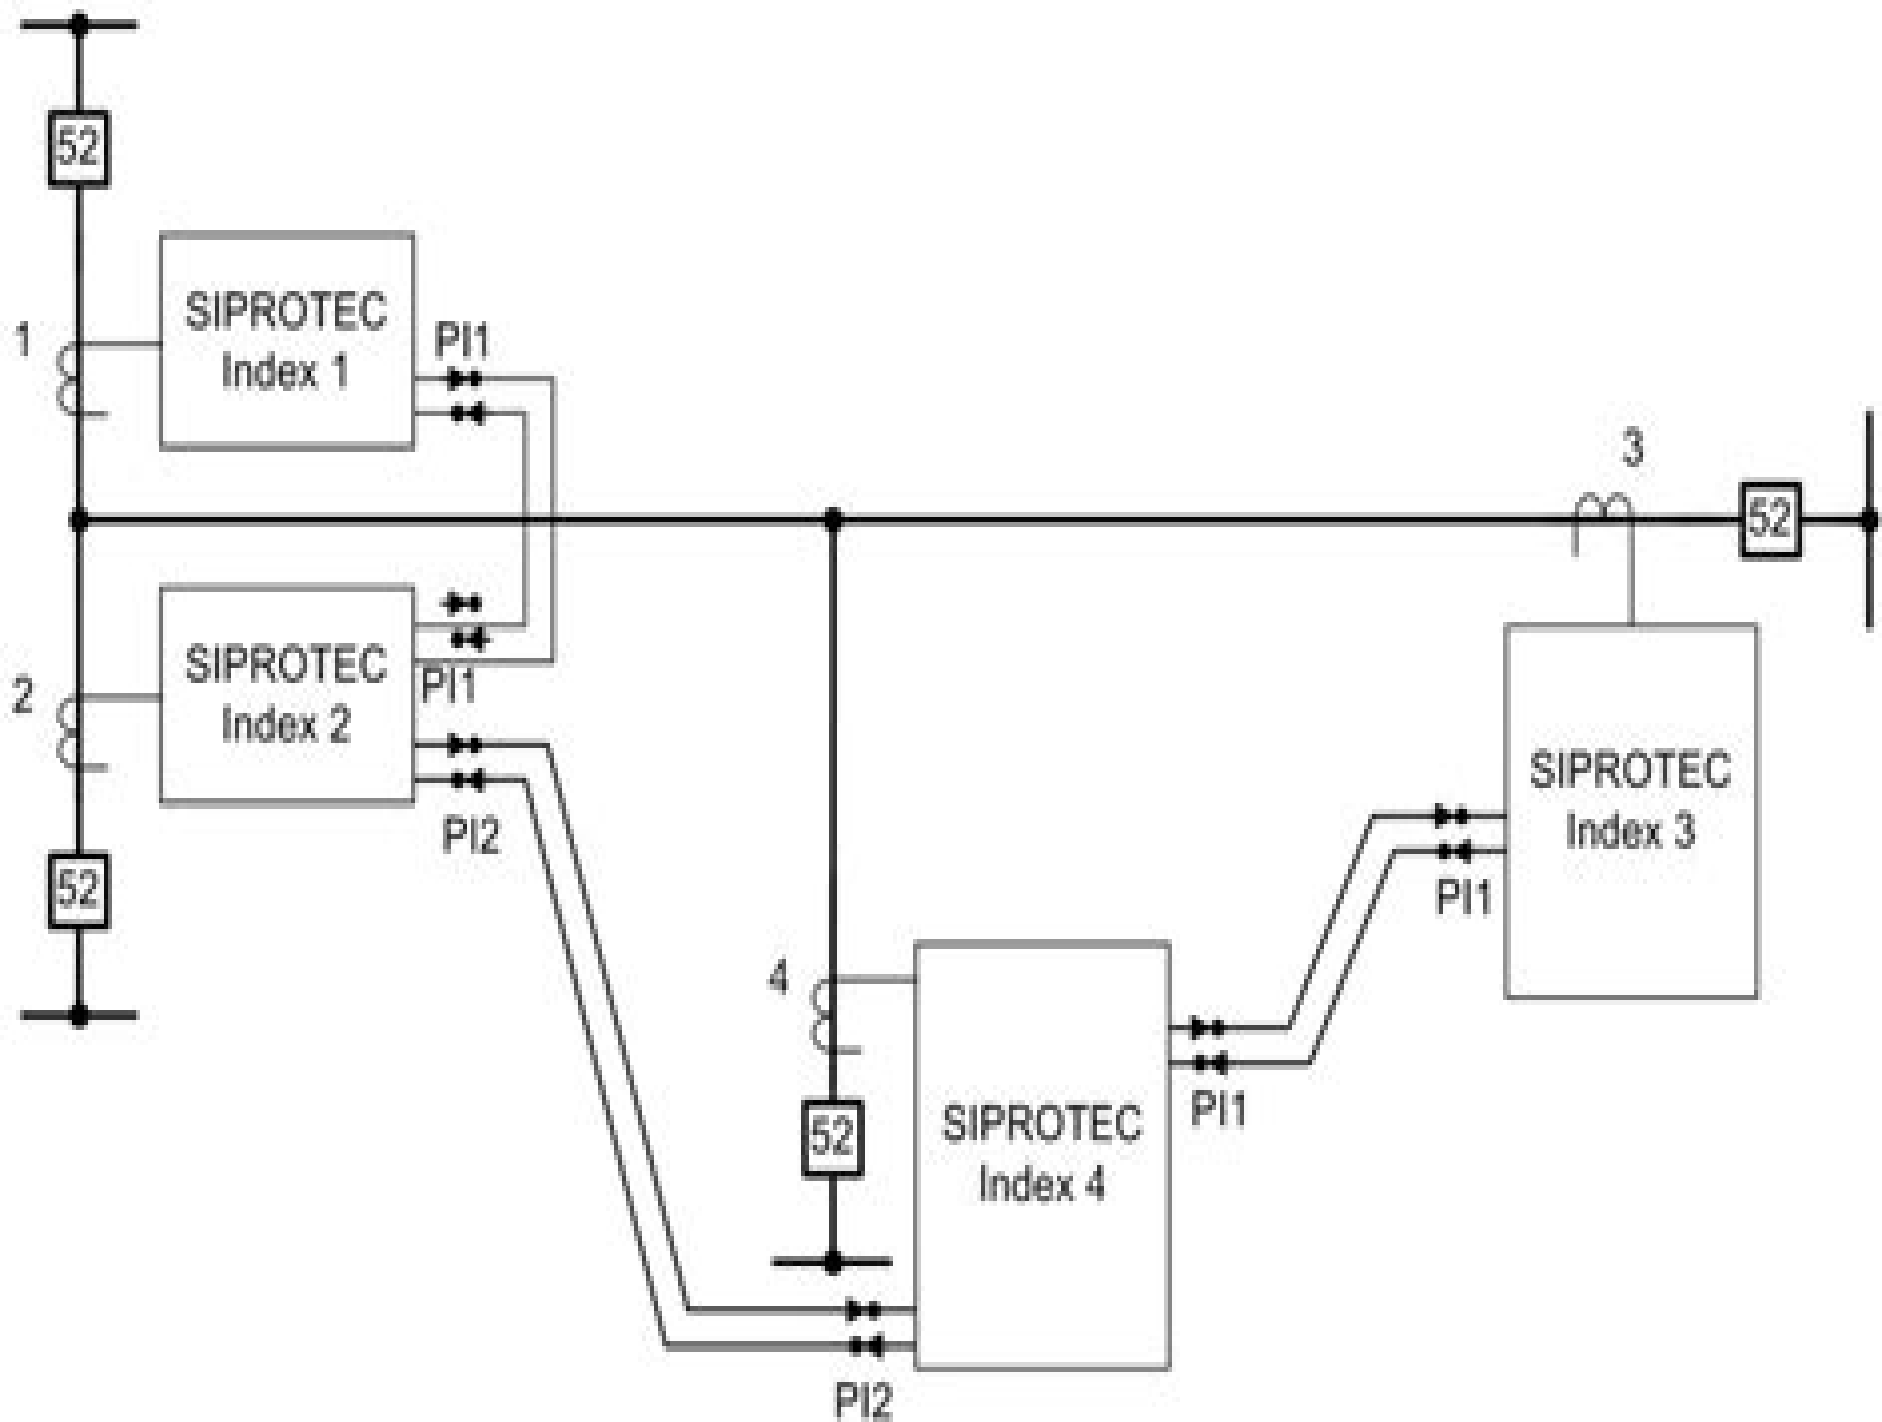 52
SIPROTEC
Index 1
1
PI1
3
52
SIPROTEC
Index 2
2
PI1
PI2
52
SIPROTEC
Index 3
PI1
4
SIPROTEC
Index 4
PI1
52
PI2